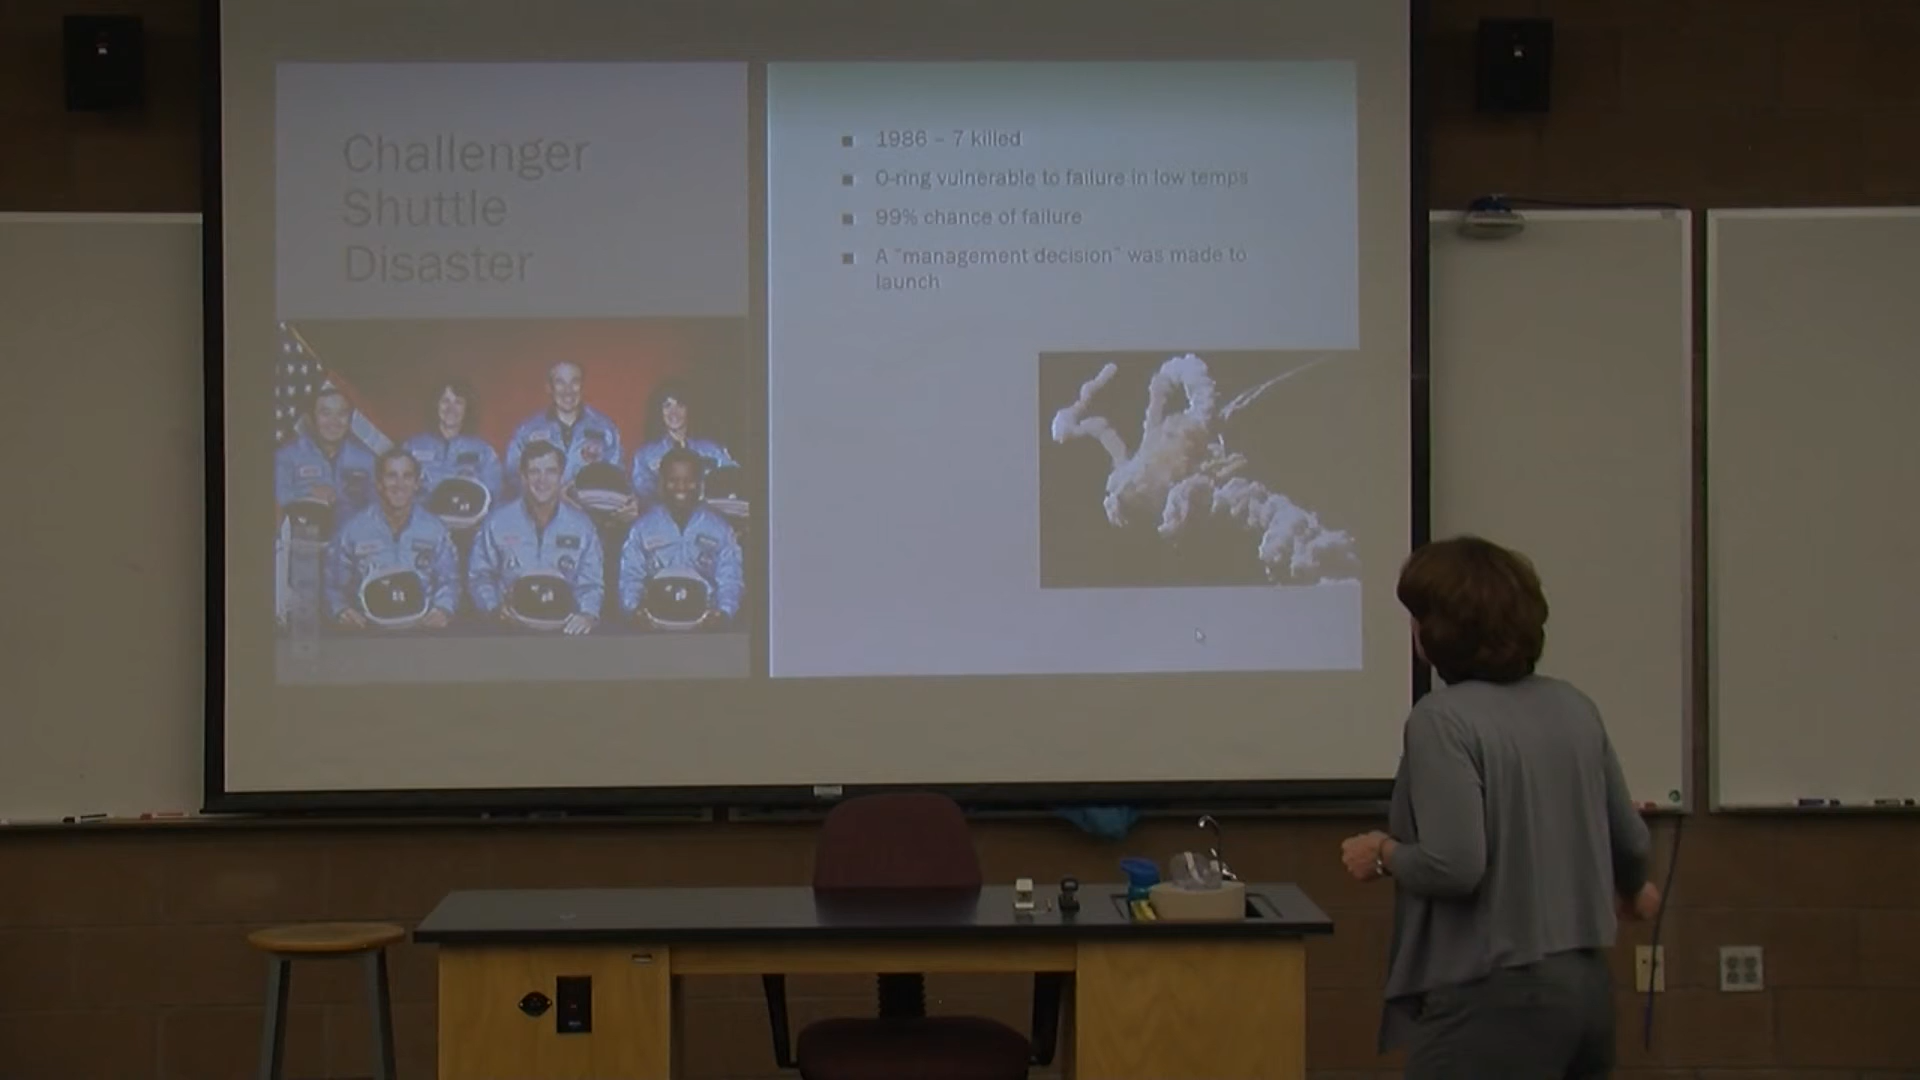 Challenger
Shuttle
Disaster
1986 – 7 killed
O-ring vulnerable to failure in low temps
99% chance of failure
A "management decision" was made to
launch